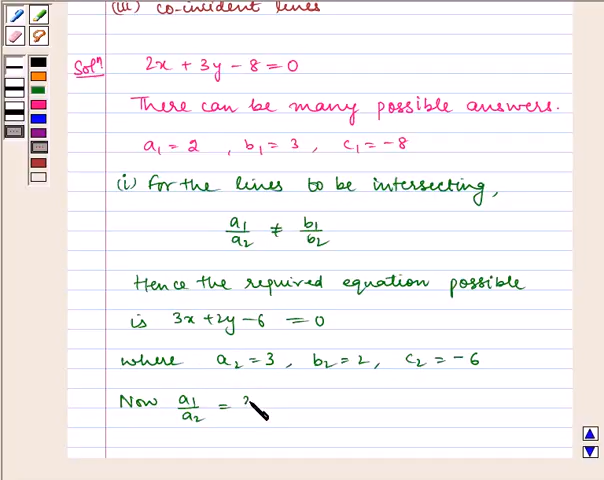 (iii) co-incident lines
Solⁿ 2x + 3y - 8 = 0
There can be many possible answers.
a₁ = 2 , b₁ = 3 , c₁ = -8
(i) For the lines to be intersecting,
a₁/a₂ ≠ b₁/b₂
Hence the required equation possible
is 3x + 2y - 6 = 0
where a₂ = 3 , b₂ = 2 , c₂ = -6
Now a₁/a₂ =